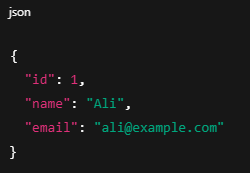 json
{
  "id": 1,
  "name": "Ali",
  "email": "ali@example.com"
}